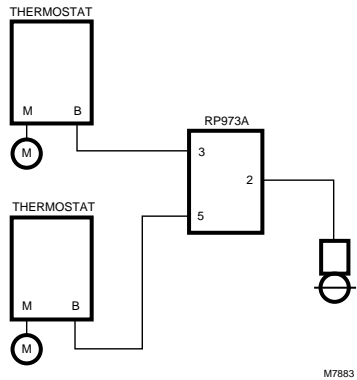 THERMOSTAT
M B
M
RP973A
3
2
5
THERMOSTAT
M B
M
M7883